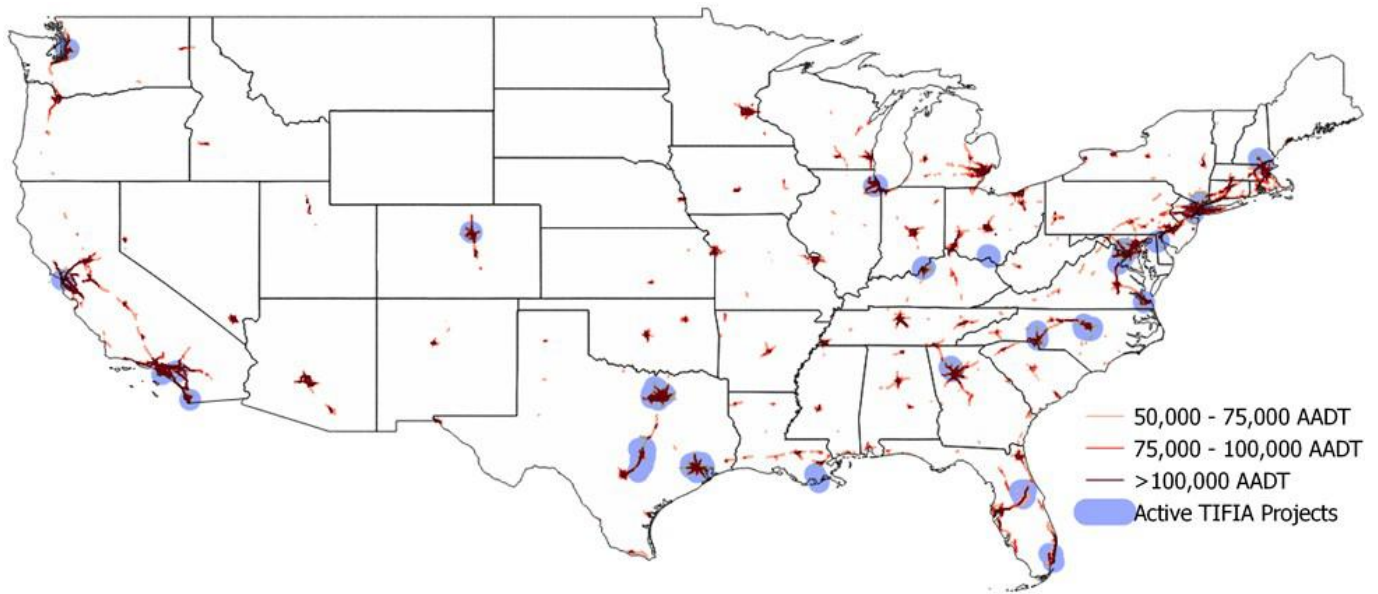 50,000 - 75,000 AADT
75,000 - 100,000 AADT
>100,000 AADT
Active TIFIA Projects